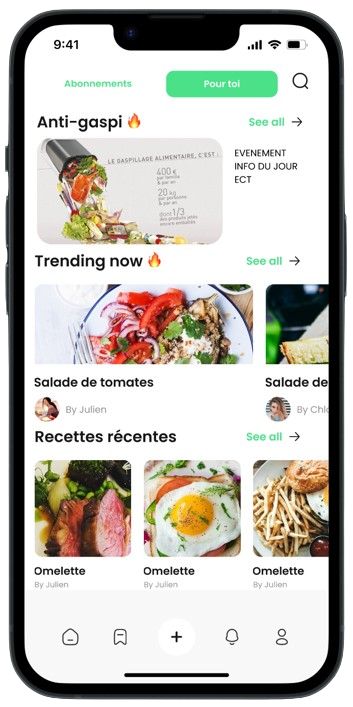 9:41
Abonnements
Pour toi
Anti-gaspi 🔥
See all →
LE GASPILLAGE ALIMENTAIRE, C'EST :
400 €
par famille
& par an
20 kg
par personne
& par an
dont 1/3
des produits jetés
encore emballés
EVENEMENT
INFO DU JOUR
ECT
Trending now 🔥
See all →
Salade de tomates
Salade de
By Julien
By Chlo
Recettes récentes
See all →
Omelette
Omelette
Omelette
By Julien
By Julien
By Julien